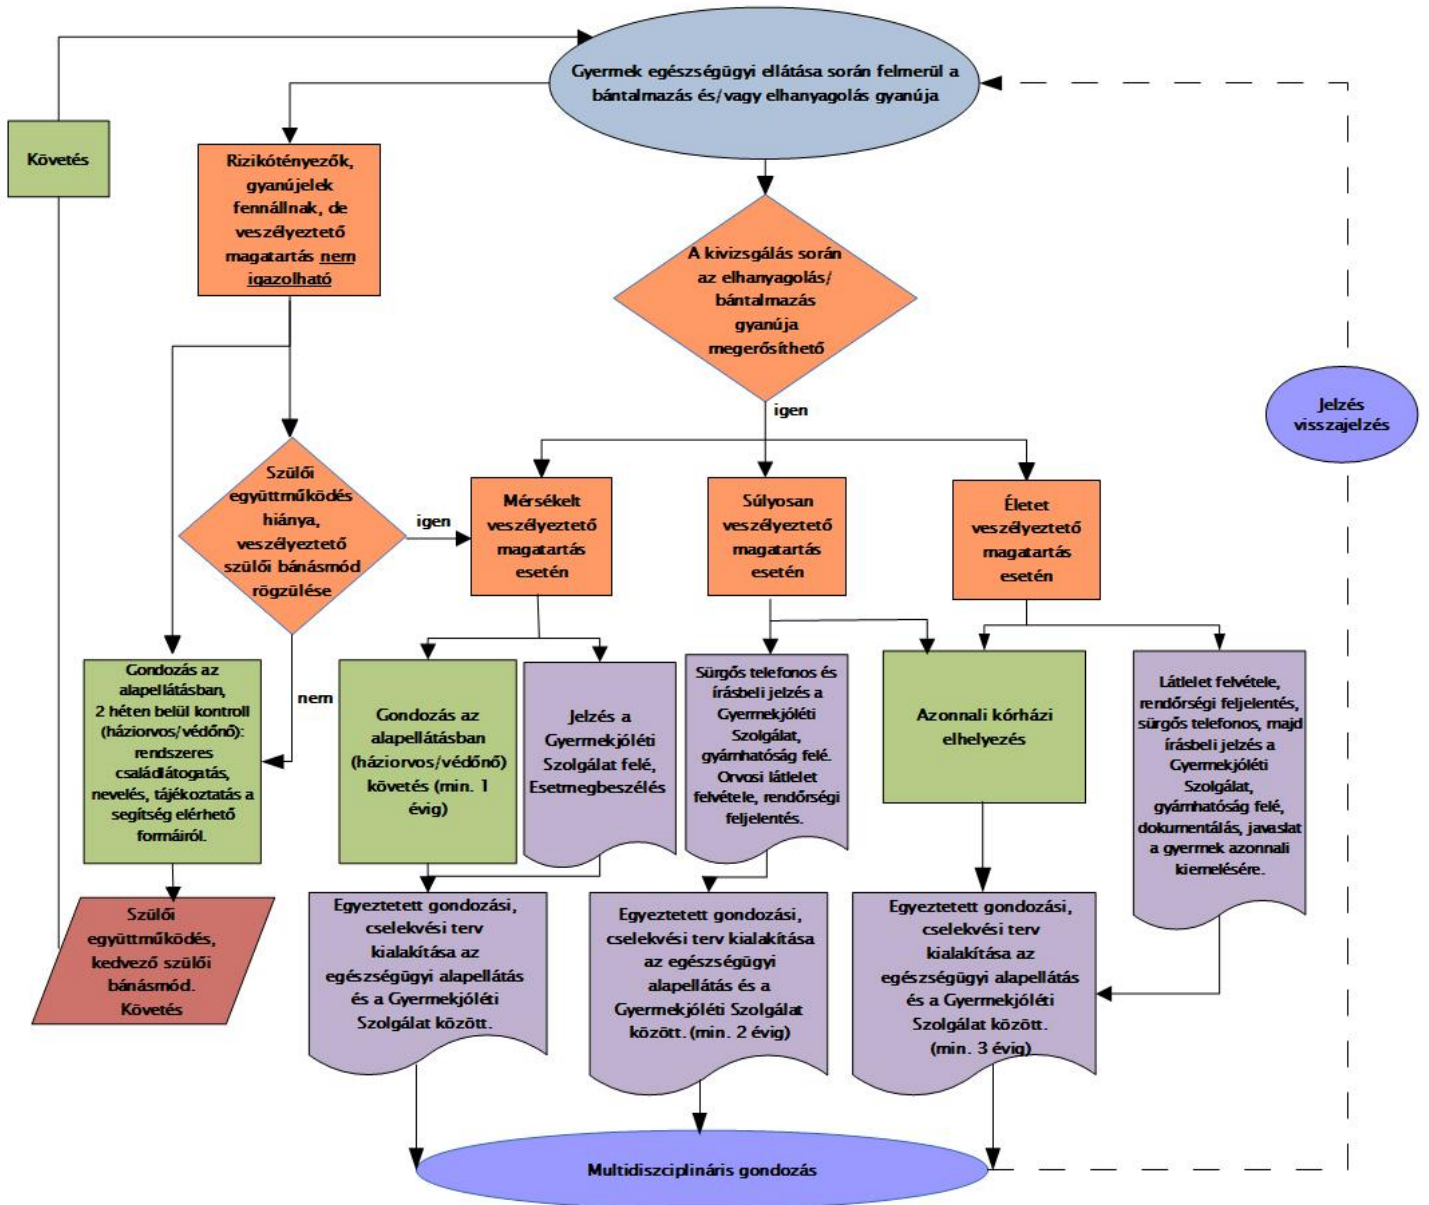 Gyermek egészségügyi ellátása során felmerül a
bántalmazás és/vagy elhanyagolás gyanúja
Követés
Rizikótényezők,
gyanújelek
fennállnak, de
veszélyeztető
magatartás nem
igazolható
A kivizsgálás során
az elhanyagolás/
bántalmazás
gyanúja
megerősíthető
igen
Jelzés
visszajelzés
Szülői
együttműködés
hiánya,
veszélyeztető
szülői bánásmód
rögzülése
igen
nem
Mérsékelt
veszélyeztető
magatartás
esetén
Súlyosan
veszélyeztető
magatartás
esetén
Életet
veszélyeztető
magatartás
esetén
Gondozás az
alapellátásban,
2 héten belül kontroll
(háziorvos/védőnő):
rendszeres
családlátogatás,
nevelés, tájékoztatás a
segítség elérhető
formáiról.
Gondozás az
alapellátásban
(háziorvos/védőnő)
követés (min. 1
évig)
Jelzés a
Gyermekjóléti
Szolgálat felé,
Esetmegbeszélés
Sürgős telefonos és
írásbeli jelzés a
Gyermekjóléti
Szolgálat,
gyámhatóság felé.
Orvosi látlelet
felvétele, rendőrségi
feljelentés.
Azonnali kórházi
elhelyezés
Látlelet felvétele,
rendőrségi feljelentés,
sürgős telefonos, majd
írásbeli jelzés a
Gyermekjóléti
Szolgálat,
gyámhatóság felé,
dokumentálás, javaslat
a gyermek azonnali
kiemelésére.
Szülői
együttműködés,
kedvező szülői
bánásmód.
Követés
Egyeztetett gondozási,
cselekvési terv
kialakítása az
egészségügyi alapellátás
és a Gyermekjóléti
Szolgálat között.
Egyeztetett gondozási,
cselekvési terv kialakítása
az egészségügyi
alapellátás és a
Gyermekjóléti Szolgálat
között. (min. 2 évig)
Egyeztetett gondozási,
cselekvési terv
kialakítása az
egészségügyi alapellátás
és a Gyermekjóléti
Szolgálat között.
(min. 3 évig)
Multidiszciplináris gondozás